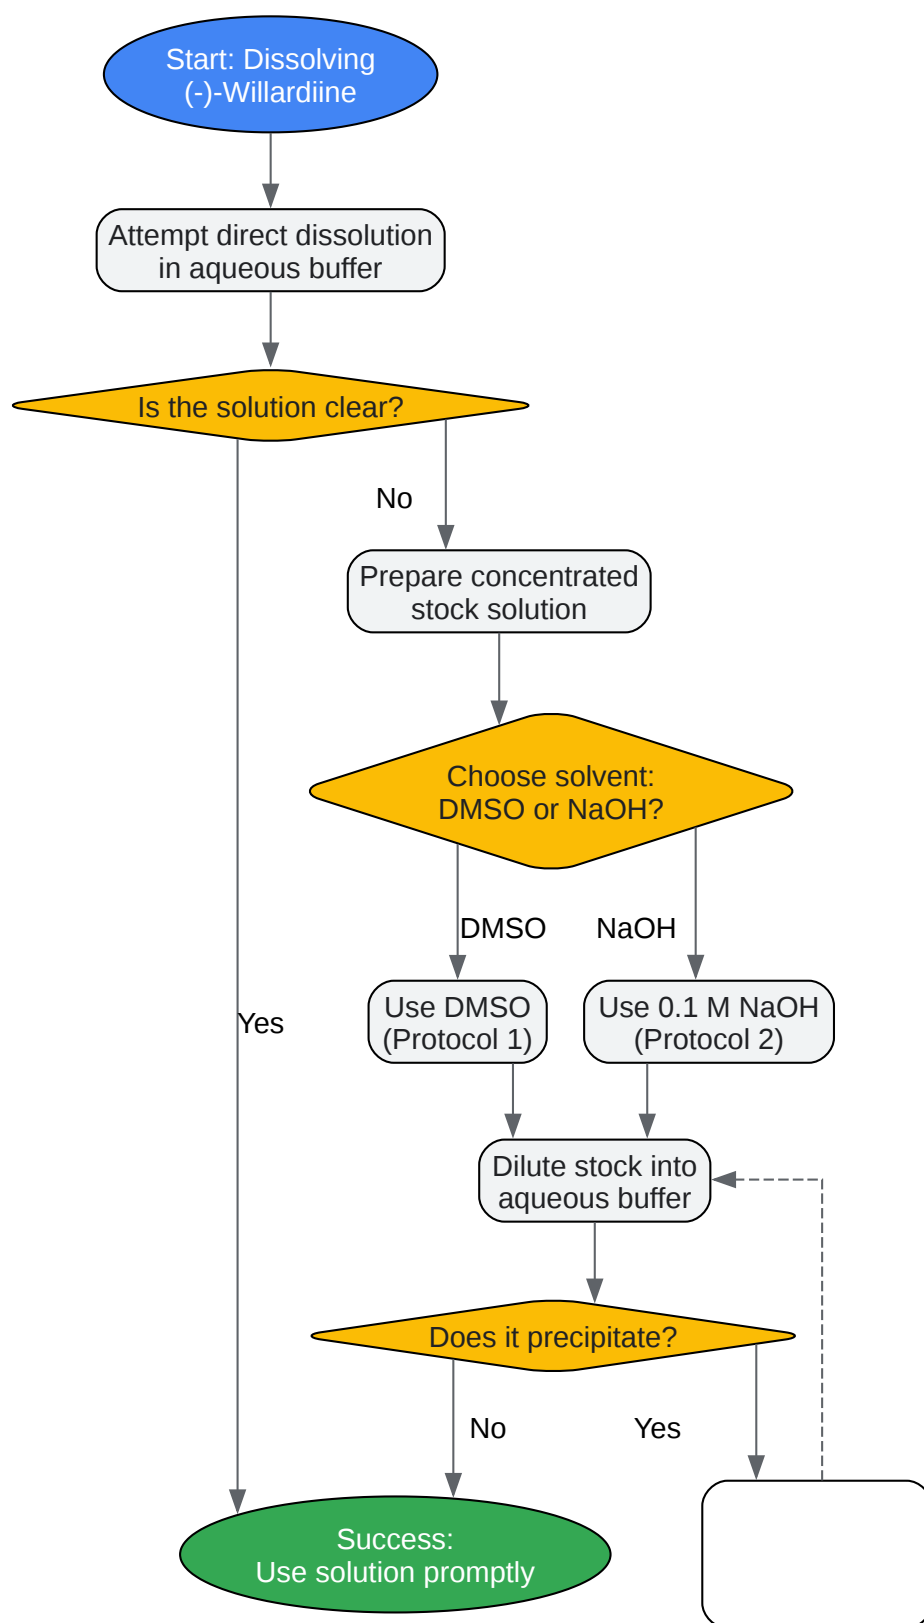 Start: Dissolving
(-)-Willardiine
Attempt direct dissolution
in aqueous buffer
Is the solution clear?
No
Prepare concentrated
stock solution
Choose solvent:
DMSO or NaOH?
DMSO
NaOH
Yes
Use DMSO
(Protocol 1)
Use 0.1 M NaOH
(Protocol 2)
Dilute stock into
aqueous buffer
Does it precipitate?
No
Yes
Success:
Use solution promptly